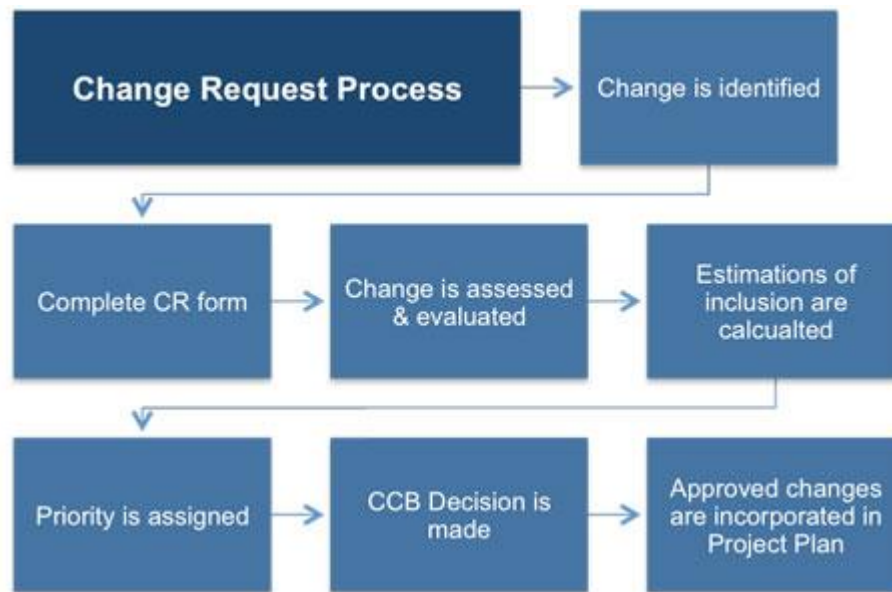 Change Request Process
Change is identified
Complete CR form
Change is assessed
& evaluated
Estimations of
inclusion are
calcualted
Priority is assigned
CCB Decision is
made
Approved changes
are incorporated in
Project Plan